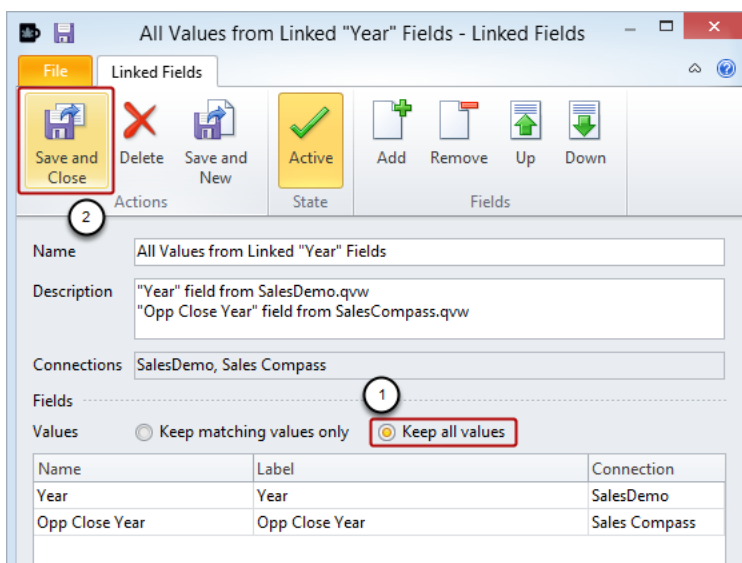 All Values from Linked "Year" Fields - Linked Fields
File Linked Fields
Save and Close Delete Save and New Active Add Remove Up Down
Actions State Fields
2
Name All Values from Linked "Year" Fields
Description "Year" field from SalesDemo.qvw
"Opp Close Year" field from SalesCompass.qvw
Connections SalesDemo, Sales Compass
Fields
1
Values Keep matching values only Keep all values
Name Label Connection
Year Year SalesDemo
Opp Close Year Opp Close Year Sales Compass